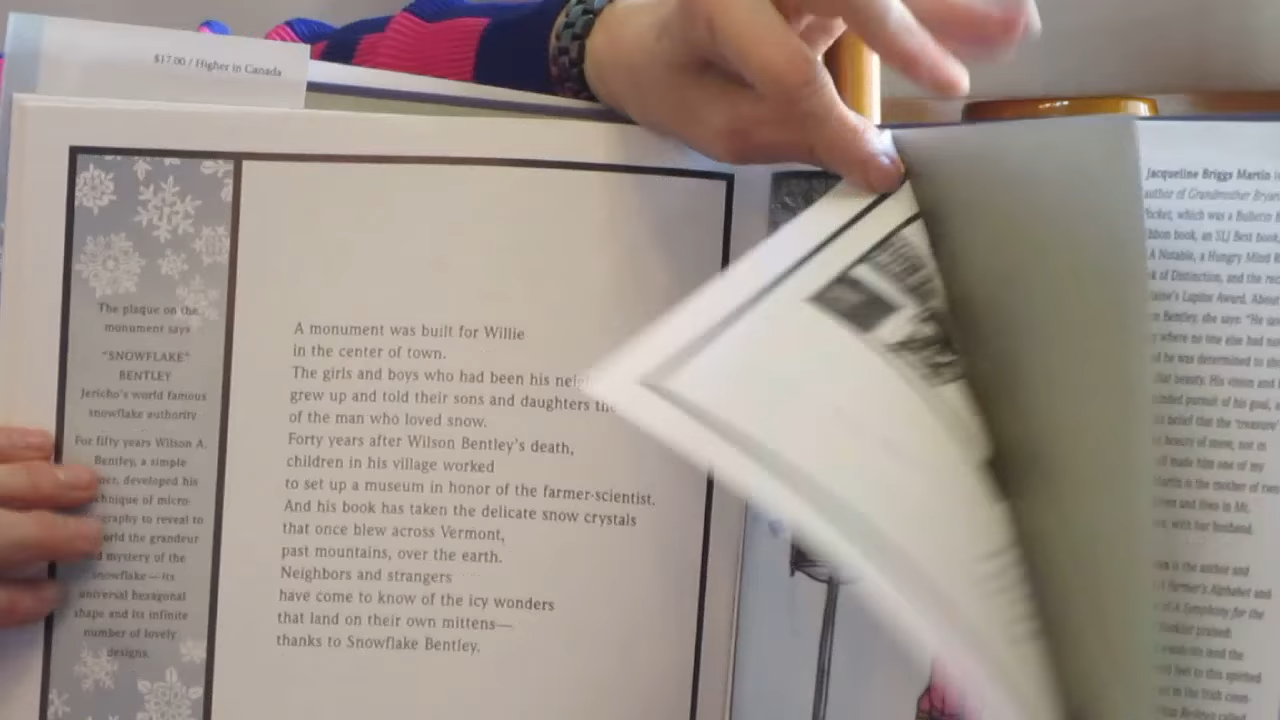 $17.00 / Higher in Canada
The plaque on the
monument says
"SNOWFLAKE"
BENTLEY
Jericho's world famous
snowflake authority
For fifty years Wilson A.
Bentley, a simple
developed his
of micro-
to reveal to
the grandeur
mystery of the
snowflake—its
universal hexagonal
shape and its infinite
number of lovely
designs.
A monument was built for Willie
in the center of town.
The girls and boys who had been his
grew up and told their sons and daughters
of the man who loved snow.
Forty years after Wilson Bentley's death,
children in his village worked
to set up a museum in honor of the farmer-scientist.
And his book has taken the delicate snow crystals
that once blew across Vermont,
past mountains, over the earth.
Neighbors and strangers
have come to know of the icy wonders
that land on their own mittens—
thanks to Snowflake Bentley.
Jacqueline Briggs Martin
author of Grandmother
which was a Bulletin
book, an SLJ Best book,
A Notable, a Hungry Mind
of Distinction, and the
Lupine Award. About
Bentley, she says: "He
where no one else had
he was determined to
beauty. His vision and
pursuit of his goal,
belief that the "treasure"
beauty of snow, not in
made him one of my
Martin is the mother of
and lives in Mt.
with her husband.
is the author and
Farmer's Alphabet and
of A Symphony for the
praised:
and the
feet to this spirited
in the Irish